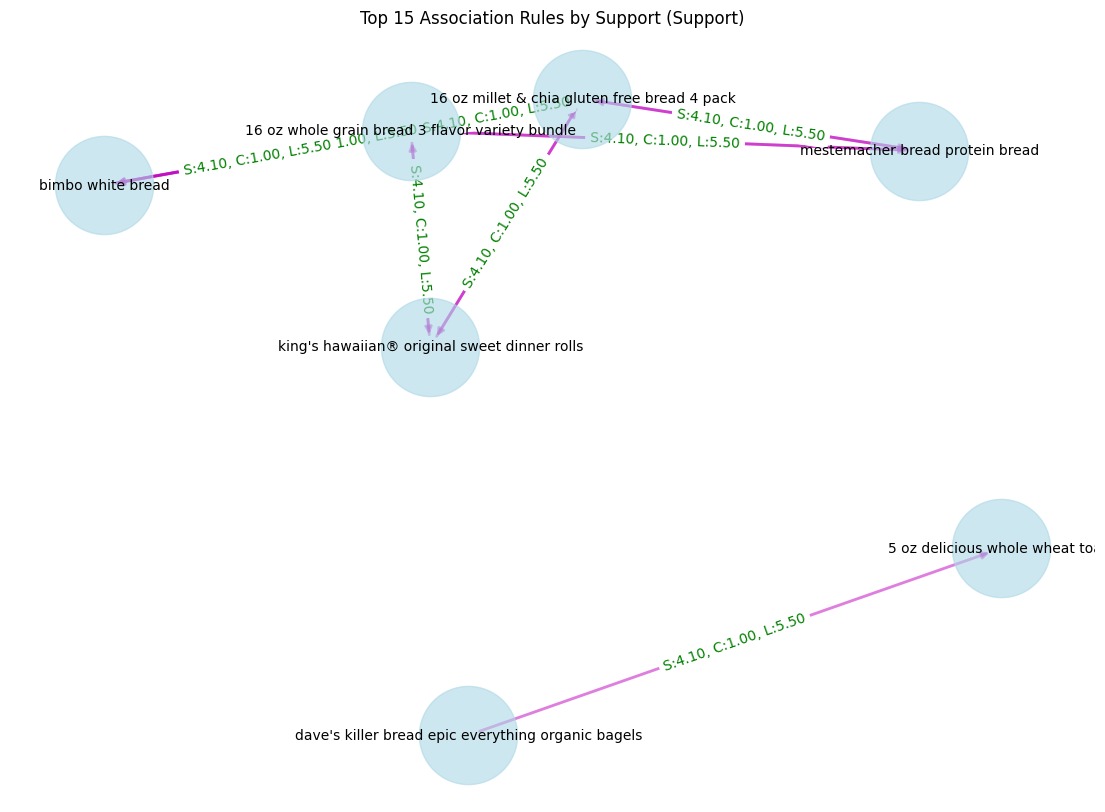 Top 15 Association Rules by Support (Support)
16 oz millet & chia gluten free bread 4 pack
S:4.10, C:1.00, L:5.50
S:4.10, C:1.00, L:5.50
16 oz whole grain bread 3 flavor variety bundle
S:4.10, C:1.00, L:5.50
mestemacher bread protein bread
S:4.10, C:1.00, L:5.50 1.00, L:5.50
bimbo white bread
S:4.10, C:1.00, L:5.50
S:4.10, C:1.00, L:5.50
king's hawaiian® original sweet dinner rolls
5 oz delicious whole wheat
S:4.10, C:1.00, L:5.50
dave's killer bread epic everything organic bagels